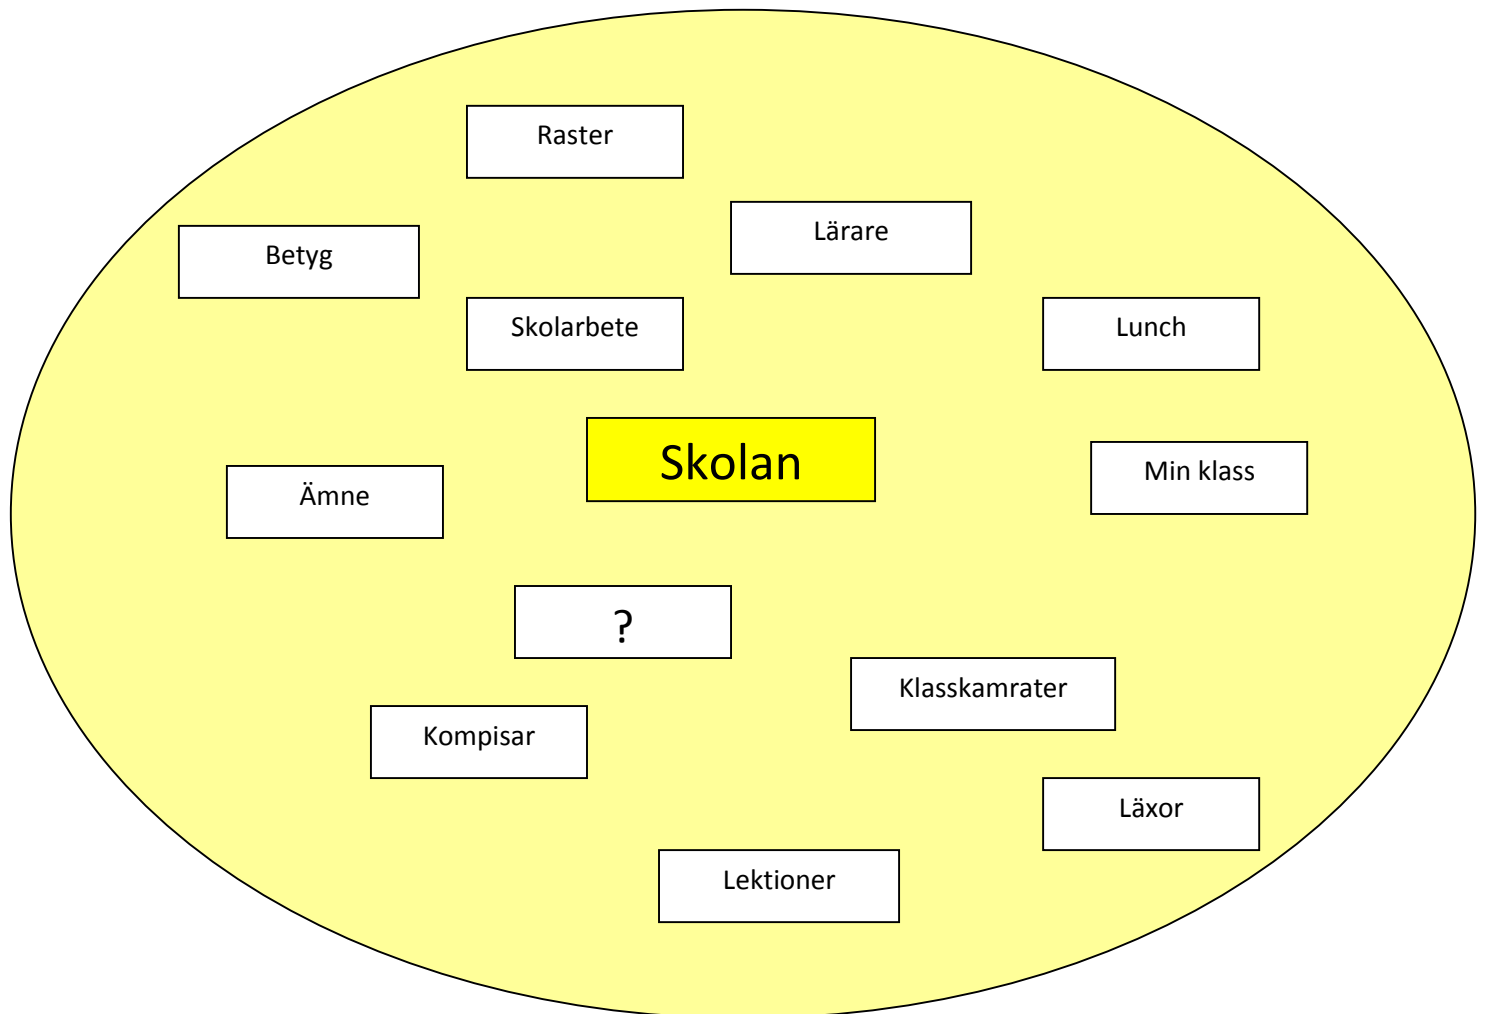 Raster
Lärare
Betyg
Skolarbete
Lunch
Skolan
Min klass
Ämne
?
Klasskamrater
Kompisar
Läxor
Lektioner